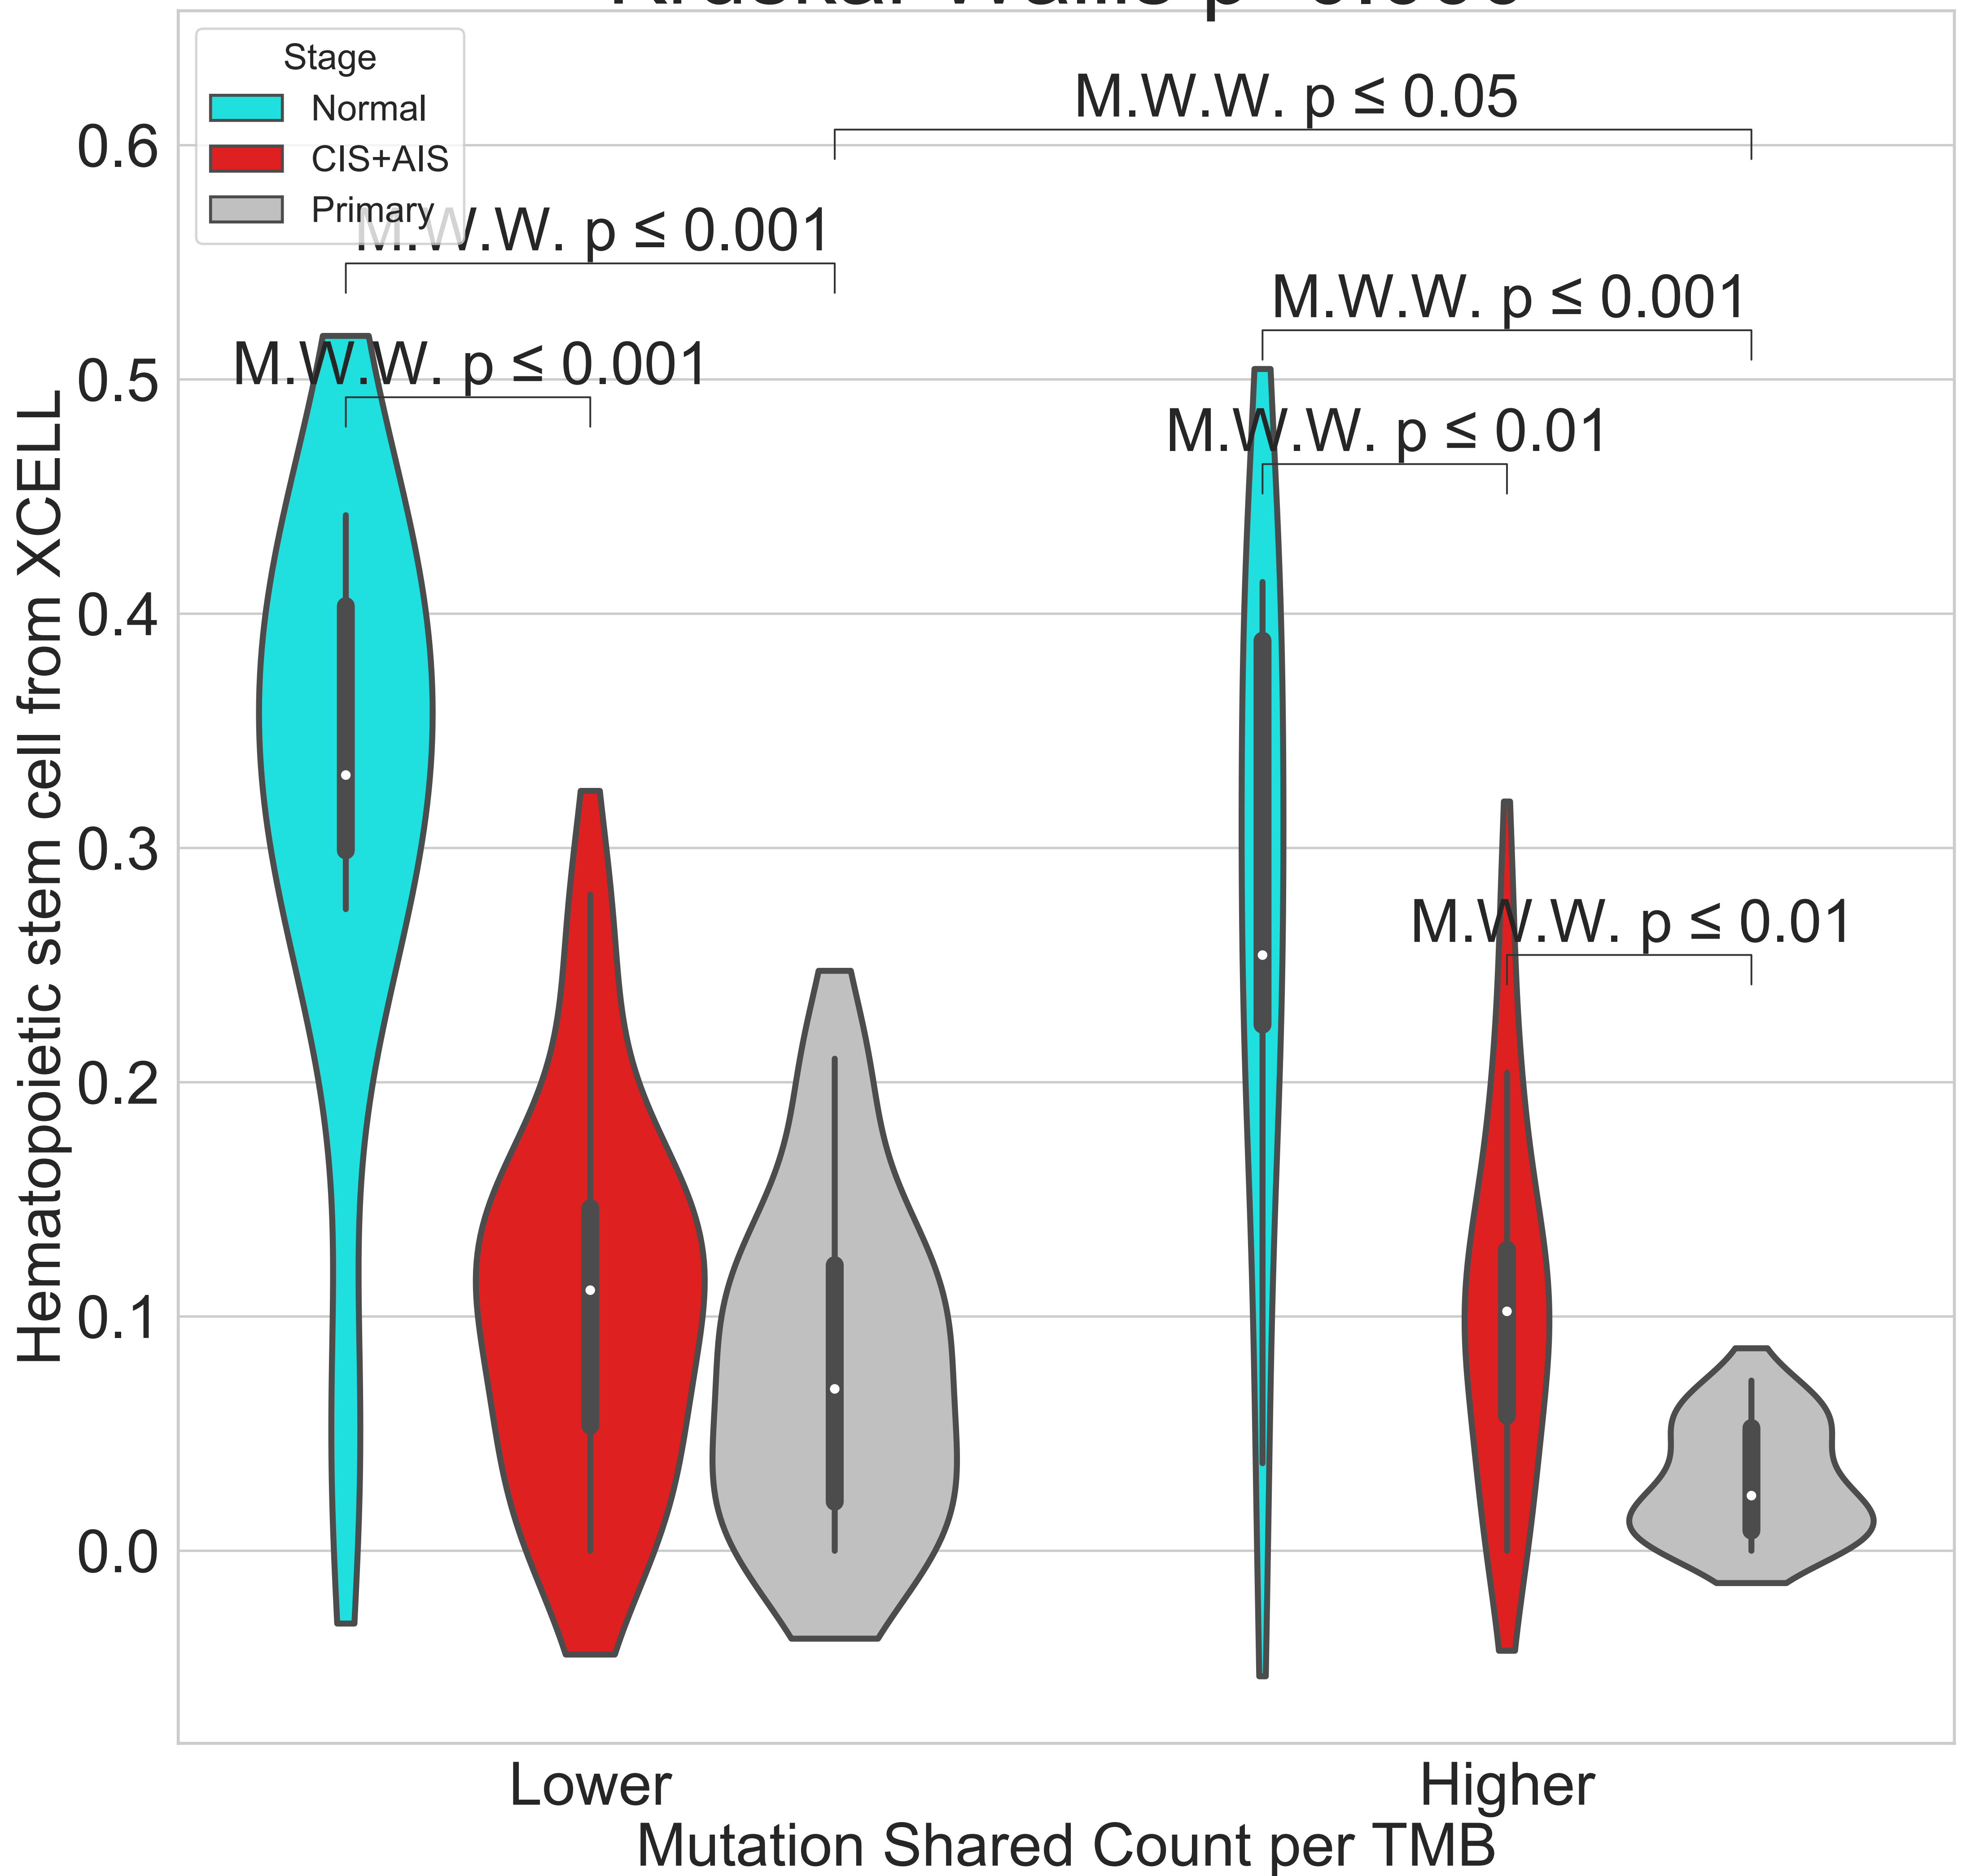 Stage
Normal
CIS+AIS
Primary
M.W.W. p ≤ 0.05
M.W.W. p ≤ 0.001
M.W.W. p ≤ 0.001
M.W.W. p ≤ 0.001
M.W.W. p ≤ 0.01
M.W.W. p ≤ 0.01
0.6
0.5
0.4
0.3
0.2
0.1
0.0
Hematopoietic stem cell from XCELL
Lower
Higher
Mutation Shared Count per TMB